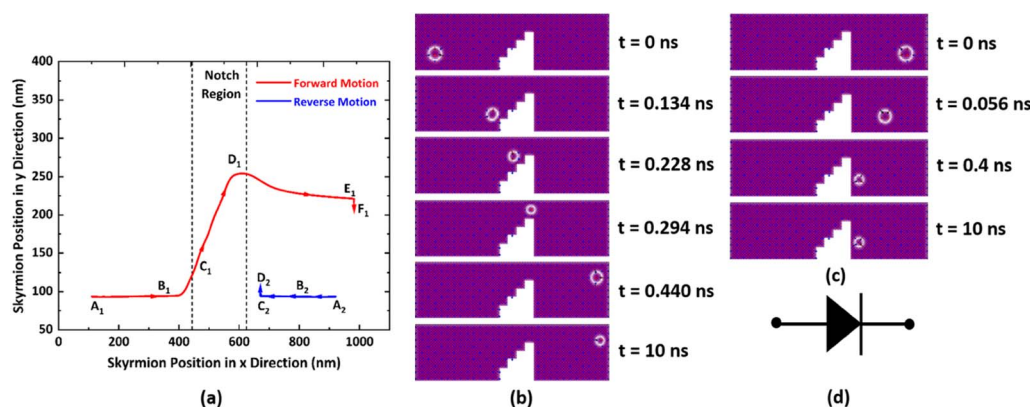 400
350
300
250
200
150
100
50
Skyrmion Position in y Direction (nm)
Notch
Region
Forward Motion
Reverse Motion
A₁
B₁
C₁
D₁
E₁
F₁
D₂
C₂
B₂
A₂
0 200 400 600 800 1000
Skyrmion Position in x Direction (nm)
(a)
t = 0 ns
t = 0.134 ns
t = 0.228 ns
t = 0.294 ns
t = 0.440 ns
t = 10 ns
(b)
t = 0 ns
t = 0.056 ns
t = 0.4 ns
t = 10 ns
(c)
(d)